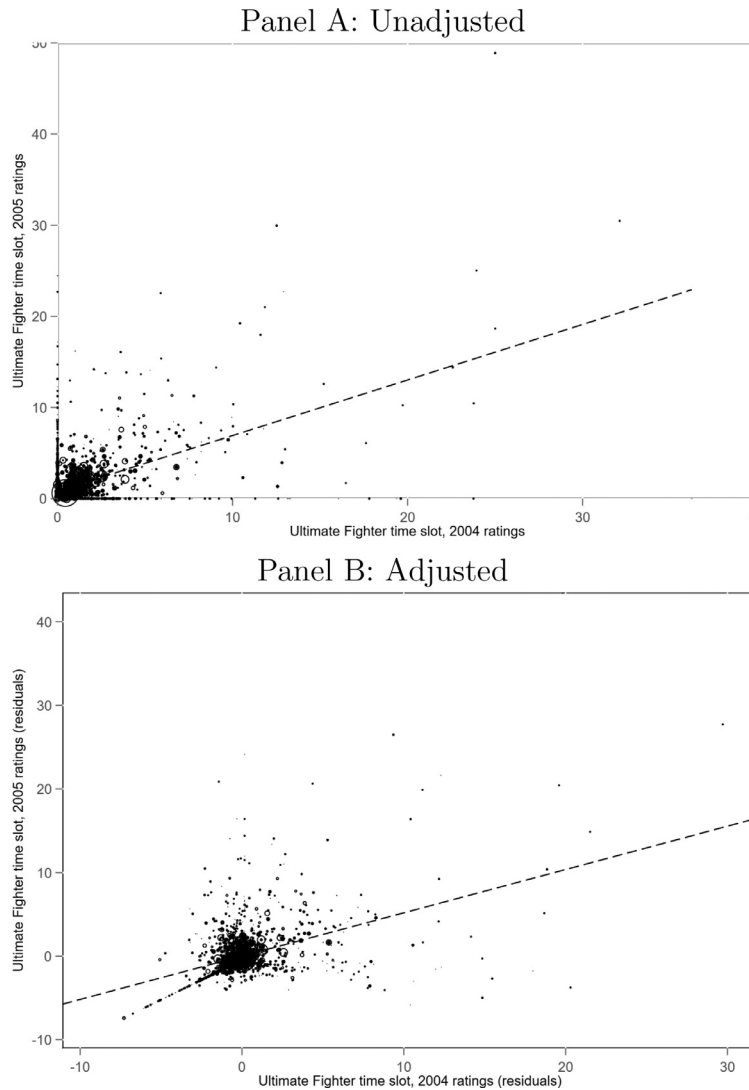 Panel A: Unadjusted
50
40
30
20
10
0
Ultimate Fighter time slot, 2005 ratings
0 10 20 30
Ultimate Fighter time slot, 2004 ratings
Panel B: Adjusted
40
30
20
10
0
-10
Ultimate Fighter time slot, 2005 ratings (residuals)
-10 0 10 20 30
Ultimate Fighter time slot, 2004 ratings (residuals)